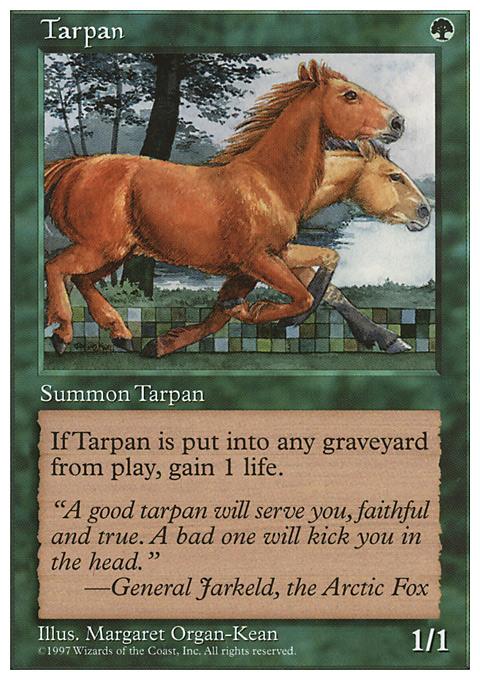 Tarpan
Summon Tarpan
If Tarpan is put into any graveyard
from play, gain 1 life.
“A good tarpan will serve you, faithful
and true. A bad one will kick you in
the head.”
—General Jarkeld, the Arctic Fox
Illus. Margaret Organ-Kean
1/1
©1997 Wizards of the Coast, Inc. All rights reserved.